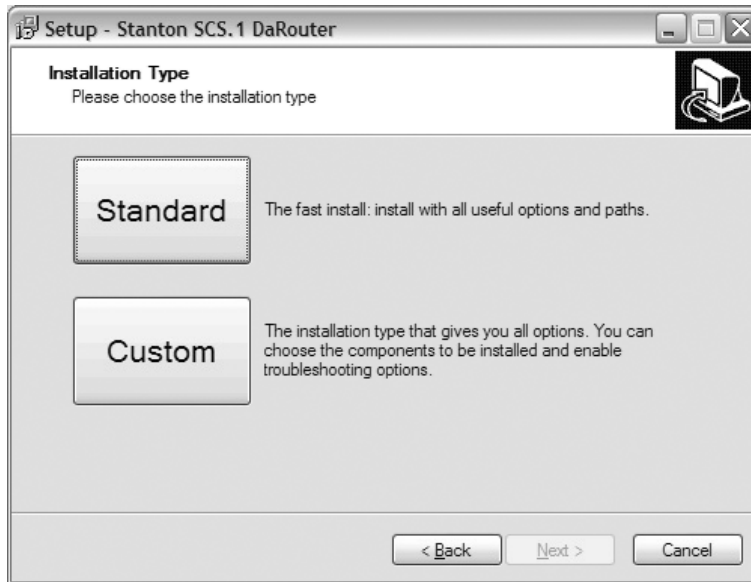 Setup - Stanton SCS.1 DaRouter
Installation Type
Please choose the installation type
Standard
The fast install: install with all useful options and paths.
Custom
The installation type that gives you all options. You can
choose the components to be installed and enable
troubleshooting options.
< Back
Next >
Cancel